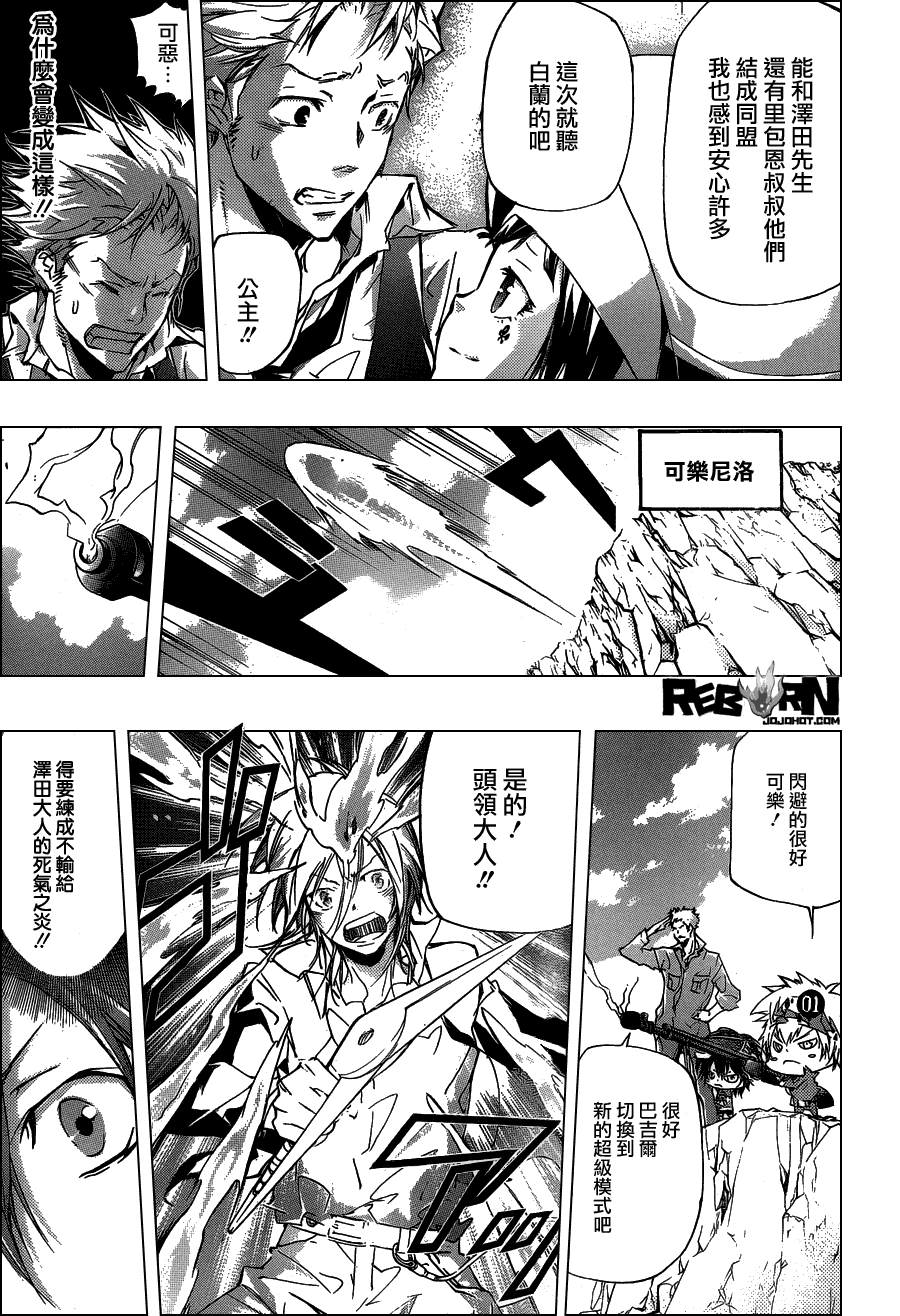 能和澤田先生
還有里包恩叔叔他們
結成同盟
我也感到安心許多
這次就聽
白蘭的吧
公主!!
可惡…
為什麼會變成這樣!!
可樂尼洛
REBORN
JOJOHOT.COM
閃避的很好
可樂!
01
很好
巴吉爾
切換到
新的超級模式吧
是的!
頭領大人!!
得要練成不輸給
澤田大人的死氣之炎!!